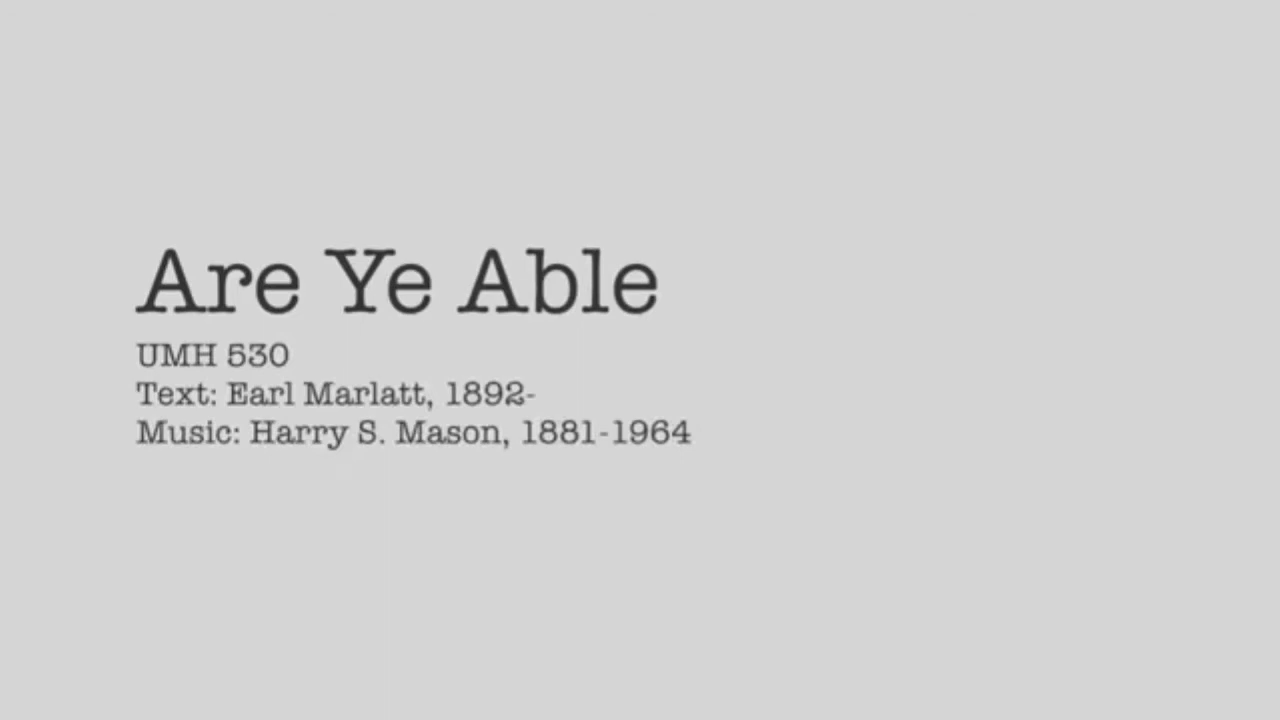 Are Ye Able
UMH 530
Text: Earl Marlatt, 1892-
Music: Harry S. Mason, 1881-1964